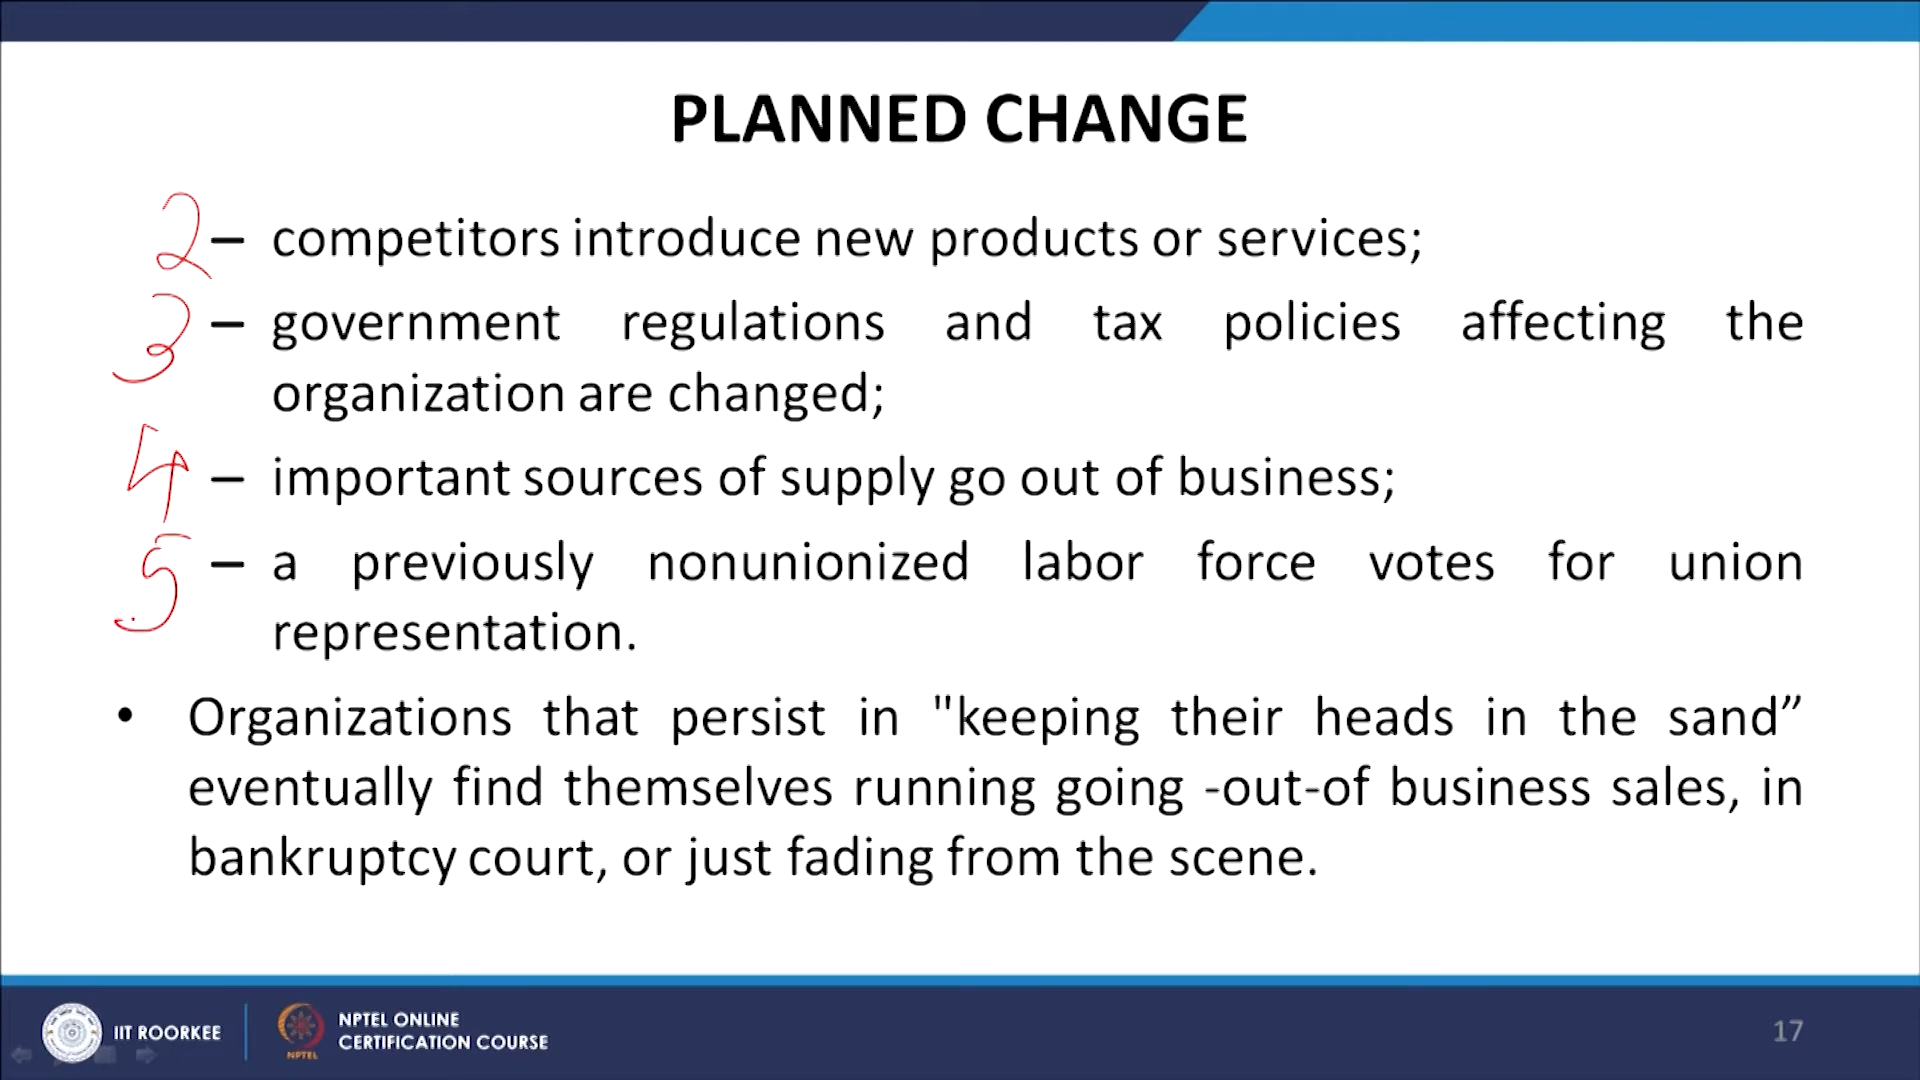 PLANNED CHANGE
2 – competitors introduce new products or services;
3 – government regulations and tax policies affecting the
organization are changed;
4 – important sources of supply go out of business;
5 – a previously nonunionized labor force votes for union
representation.
• Organizations that persist in "keeping their heads in the sand”
eventually find themselves running going -out-of business sales, in
bankruptcy court, or just fading from the scene.
IIT ROORKEE
NPTEL
NPTEL ONLINE
CERTIFICATION COURSE
17